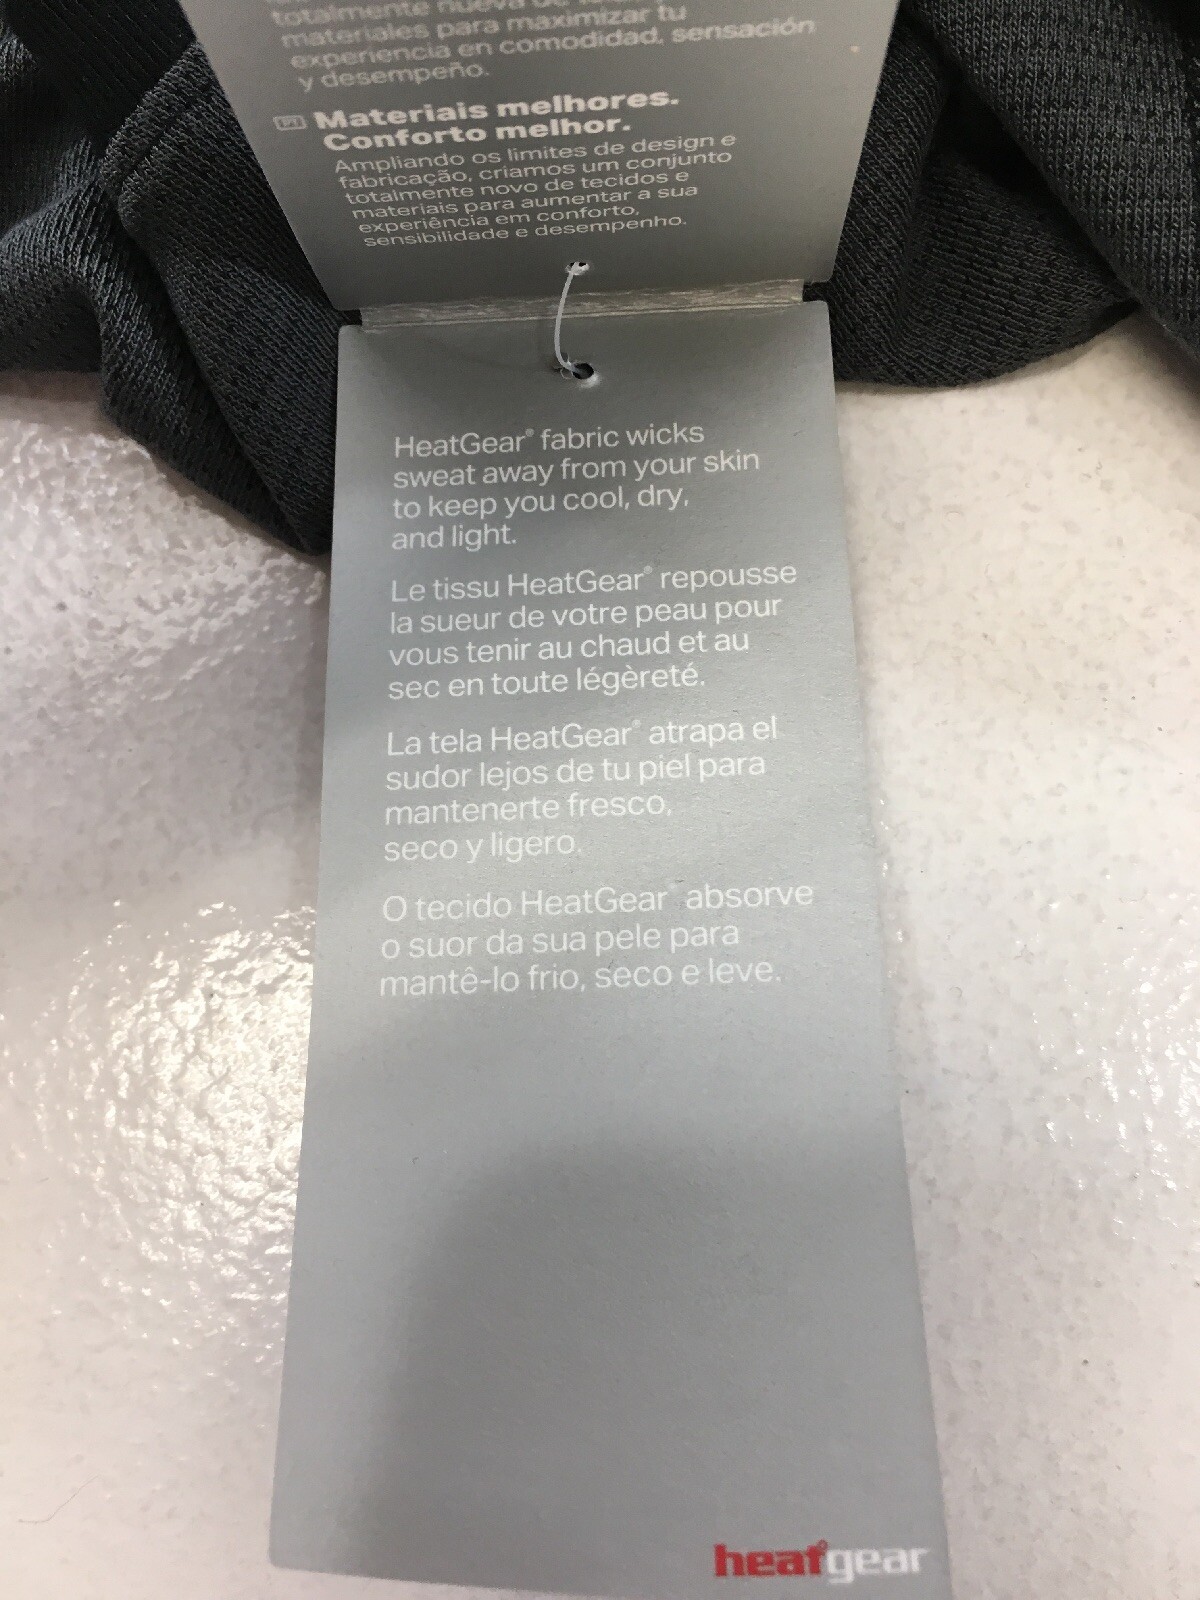 totalmente nueva de
materiales para maximizar tu
experiencia en comodidad, sensación
y desempeño.
PT Materiais melhores.
Conforto melhor.
Ampliando os limites de design e
fabricação, criamos um conjunto
totalmente novo de tecidos e
materiais para aumentar a sua
experiência em conforto,
sensibilidade e desempenho.
HeatGear® fabric wicks
sweat away from your skin
to keep you cool, dry,
and light.
Le tissu HeatGear® repousse
la sueur de votre peau pour
vous tenir au chaud et au
sec en toute légèreté.
La tela HeatGear® atrapa el
sudor lejos de tu piel para
mantenerte fresco,
seco y ligero.
O tecido HeatGear® absorve
o suor da sua pele para
mantê-lo frio, seco e leve.
heatgear